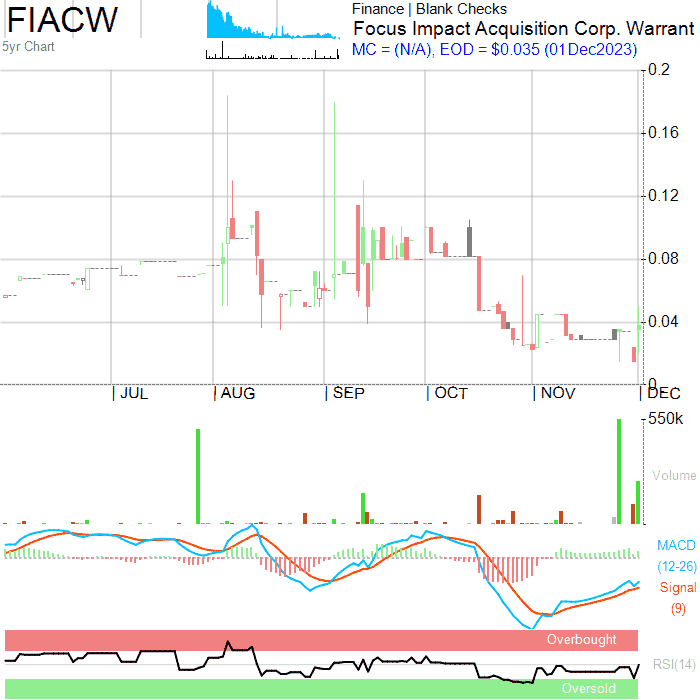 FIACW
5yr Chart
Finance | Blank Checks
Focus Impact Acquisition Corp. Warrant
MC = (N/A), EOD = $0.035 (01Dec2023)
0.2
0.16
0.12
0.08
0.04
0
JUL AUG SEP OCT NOV DEC
550k
Volume
MACD
(12-26)
Signal
(9)
Overbought
RSI(14)
Oversold